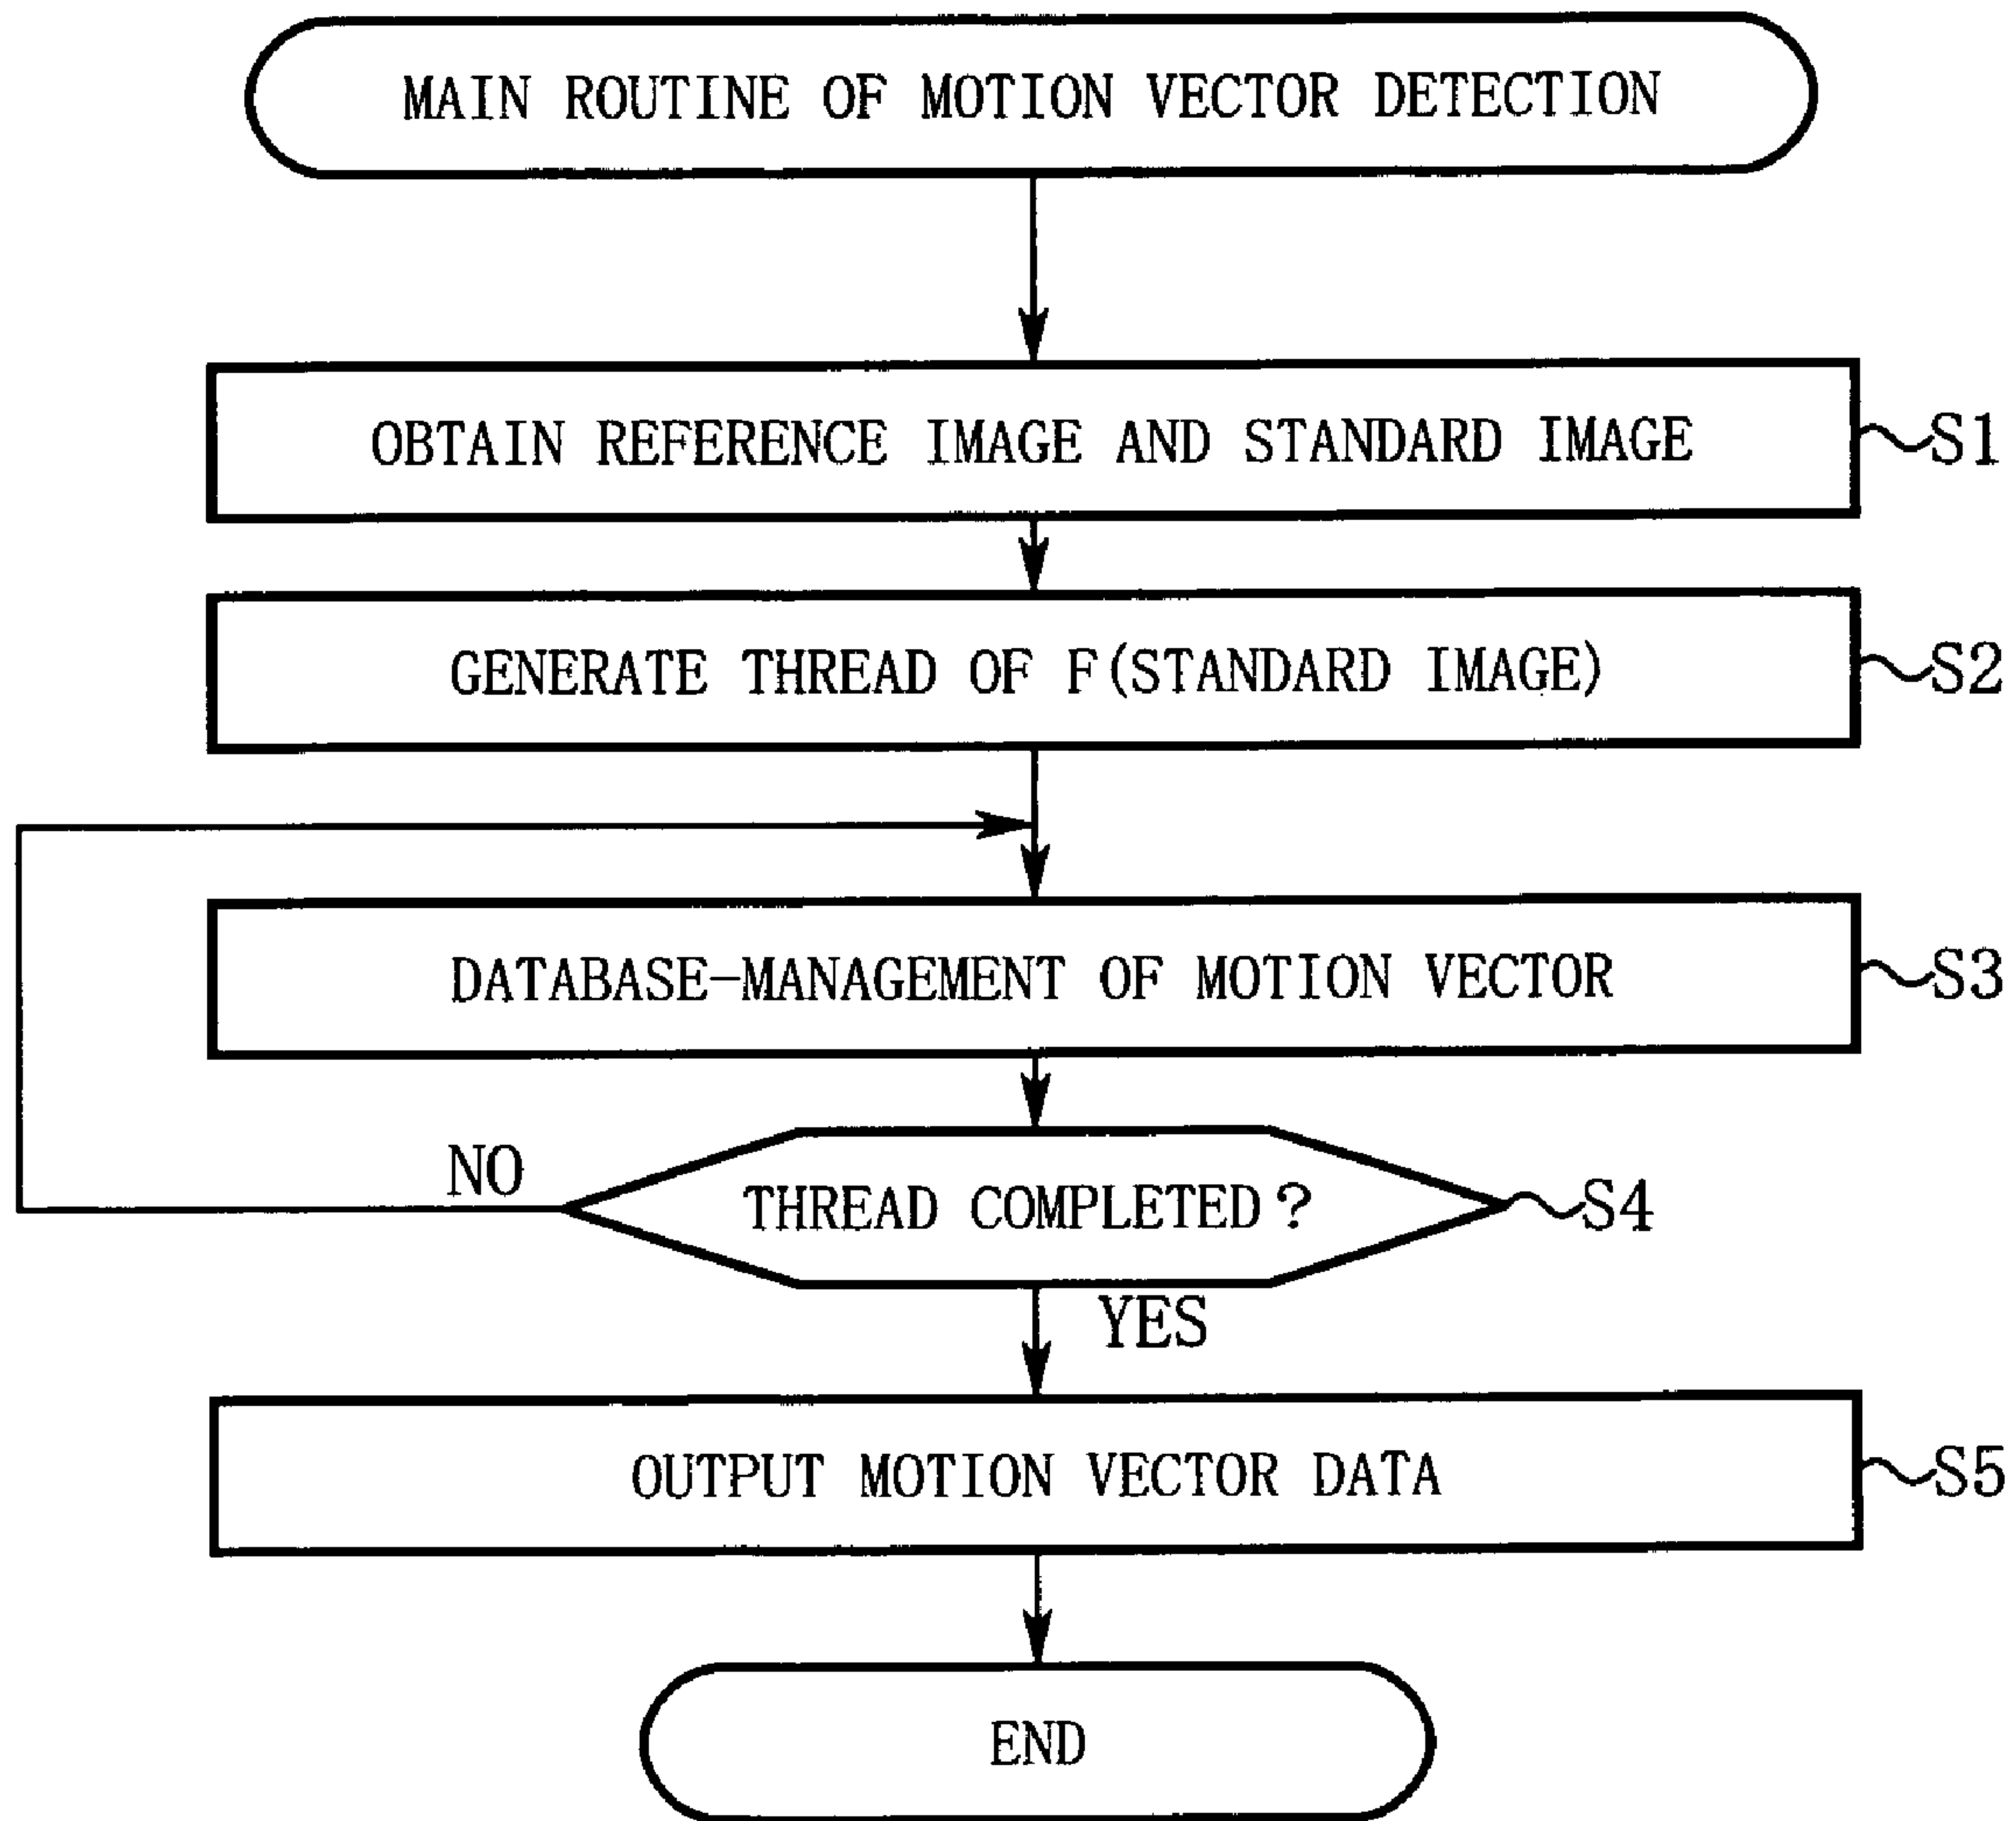 MAIN ROUTINE OF MOTION VECTOR DETECTION
OBTAIN REFERENCE IMAGE AND STANDARD IMAGE
S1
GENERATE THREAD OF F(STANDARD IMAGE)
S2
DATABASE-MANAGEMENT OF MOTION VECTOR
S3
NO
THREAD COMPLETED?
S4
YES
OUTPUT MOTION VECTOR DATA
S5
END